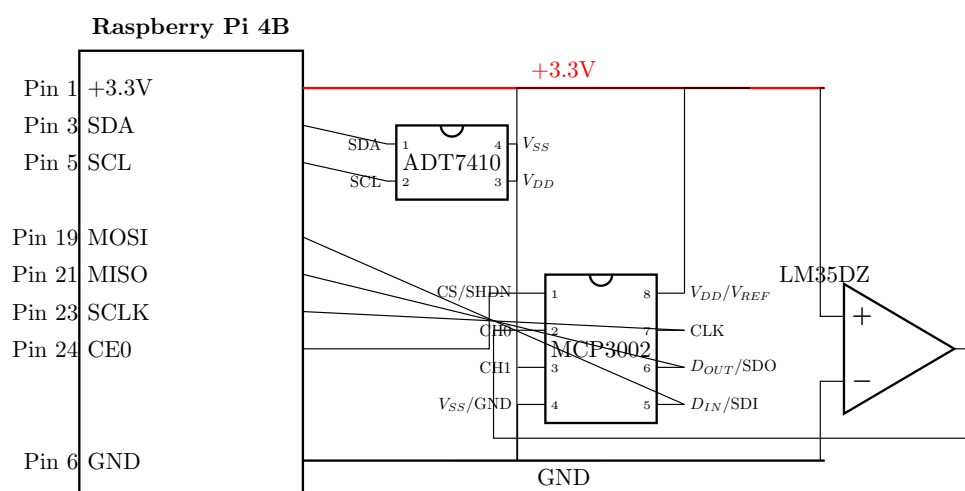 Raspberry Pi 4B
+3.3V
Pin 1 +3.3V
Pin 3 SDA
Pin 5 SCL
Pin 19 MOSI
Pin 21 MISO
Pin 23 SCLK
Pin 24 CE0
Pin 6 GND
SDA 1 4 V_SS
ADT7410
SCL 2 3 V_DD
LM35DZ
CS/SHDN 1 8 V_DD/V_REF
CH0 2 7 CLK
MCP3002
CH1 3 6 D_OUT/SDO
V_SS/GND 4 5 D_IN/SDI
+
−
GND